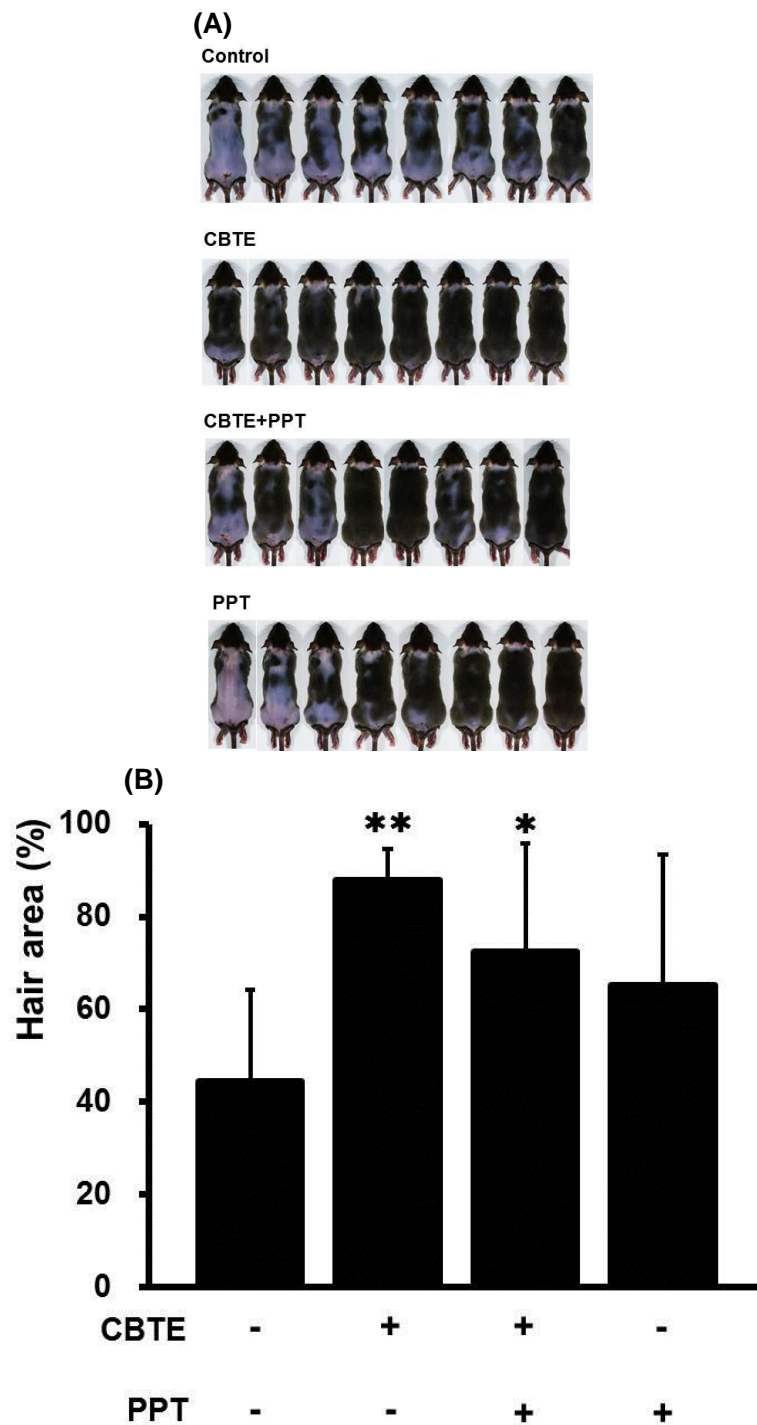 (A)
Control
CBTE
CBTE+PPT
PPT
(B)
100
80
60
40
20
0
Hair area (%)
** *
CBTE - + + -
PPT - - + +